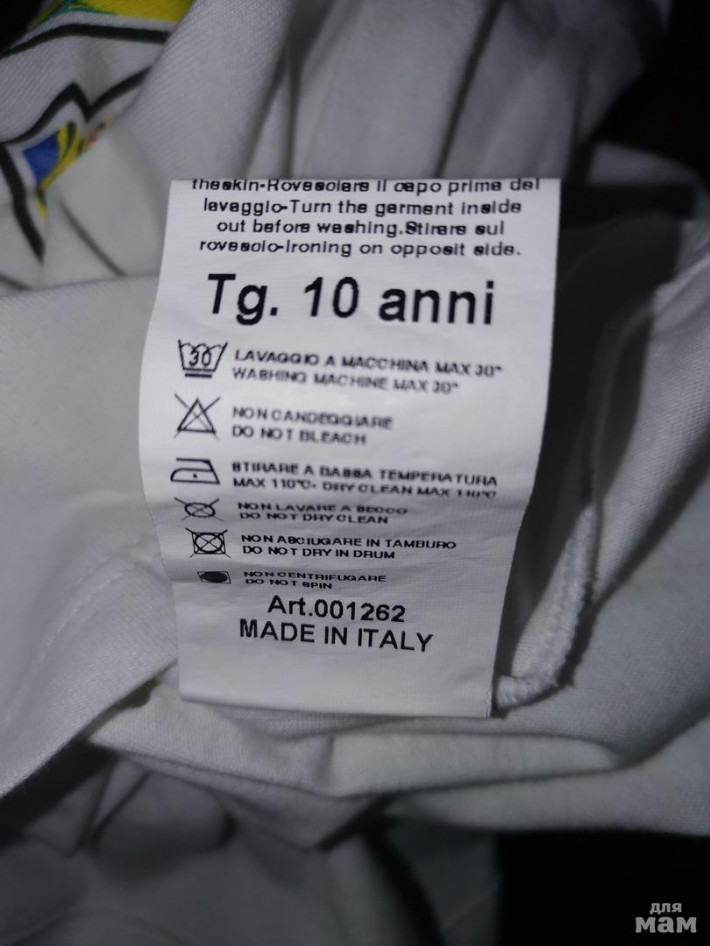 theskin-Rovesciare il capo prima del
lavaggio-Turn the garment inside
out before washing.Stirare sul
rovescio-Ironing on opposit side.
Tg. 10 anni
30
LAVAGGIO A MACCHINA MAX 30°
WASHING MACHINE MAX 30°
NON CANDEGGIARE
DO NOT BLEACH
STIRARE A BASSA TEMPERATURA
MAX 110°C- DRY CLEAN MAX 110°C
NON LAVARE A SECCO
DO NOT DRY CLEAN
NON ASCIUGARE IN TAMBURO
DO NOT DRY IN DRUM
NON CENTRIFUGARE
DO NOT SPIN
Art.001262
MADE IN ITALY
для
мам